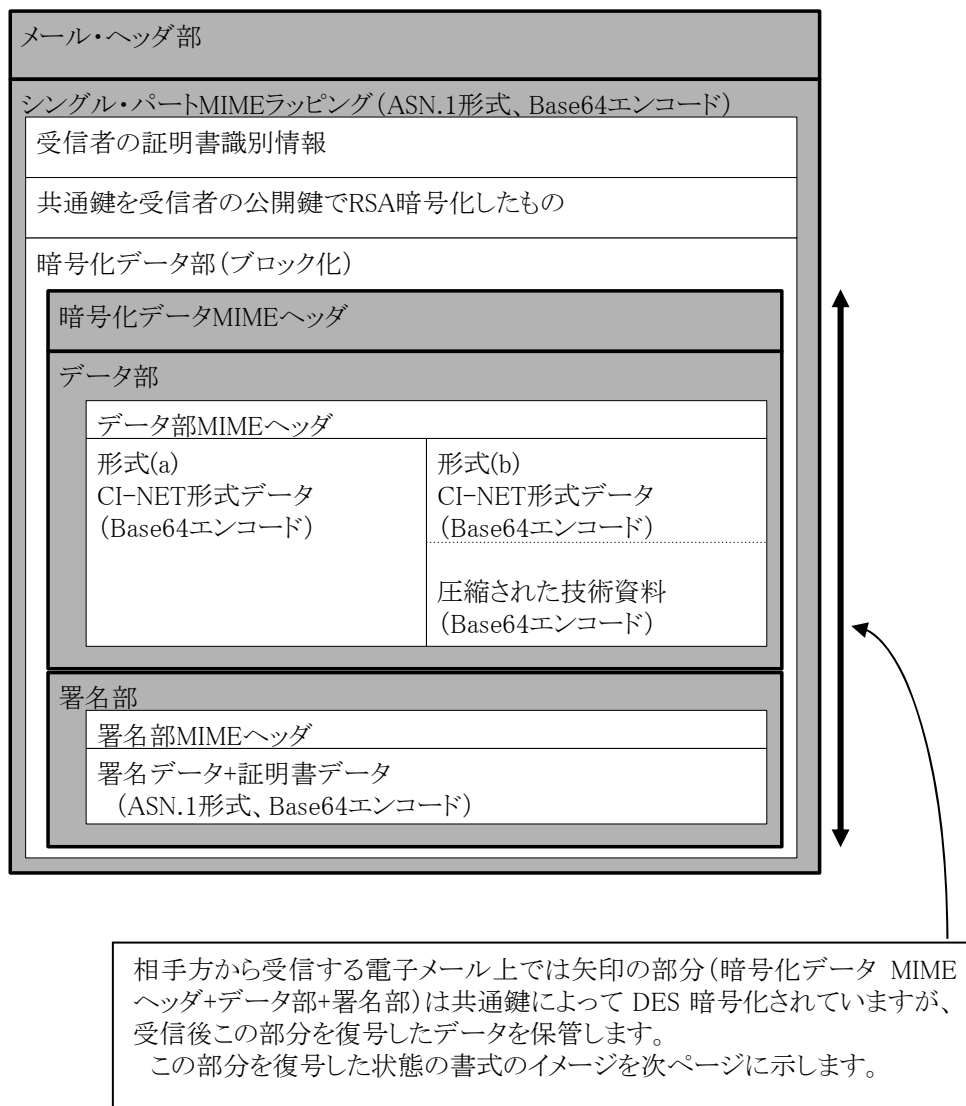 メール・ヘッダ部
シングル・パートMIMEラッピング(ASN.1形式、Base64エンコード)
受信者の証明書識別情報
共通鍵を受信者の公開鍵でRSA暗号化したもの
暗号化データ部(ブロック化)
暗号化データMIMEヘッダ
データ部
データ部MIMEヘッダ
形式(a)
CI-NET形式データ
(Base64エンコード)
形式(b)
CI-NET形式データ
(Base64エンコード)
圧縮された技術資料
(Base64エンコード)
署名部
署名部MIMEヘッダ
署名データ+証明書データ
(ASN.1形式、Base64エンコード)
相手方から受信する電子メール上では矢印の部分(暗号化データ MIME
ヘッダ+データ部+署名部)は共通鍵によって DES 暗号化されていますが、
受信後この部分を復号したデータを保管します。
この部分を復号した状態の書式のイメージを次ページに示します。